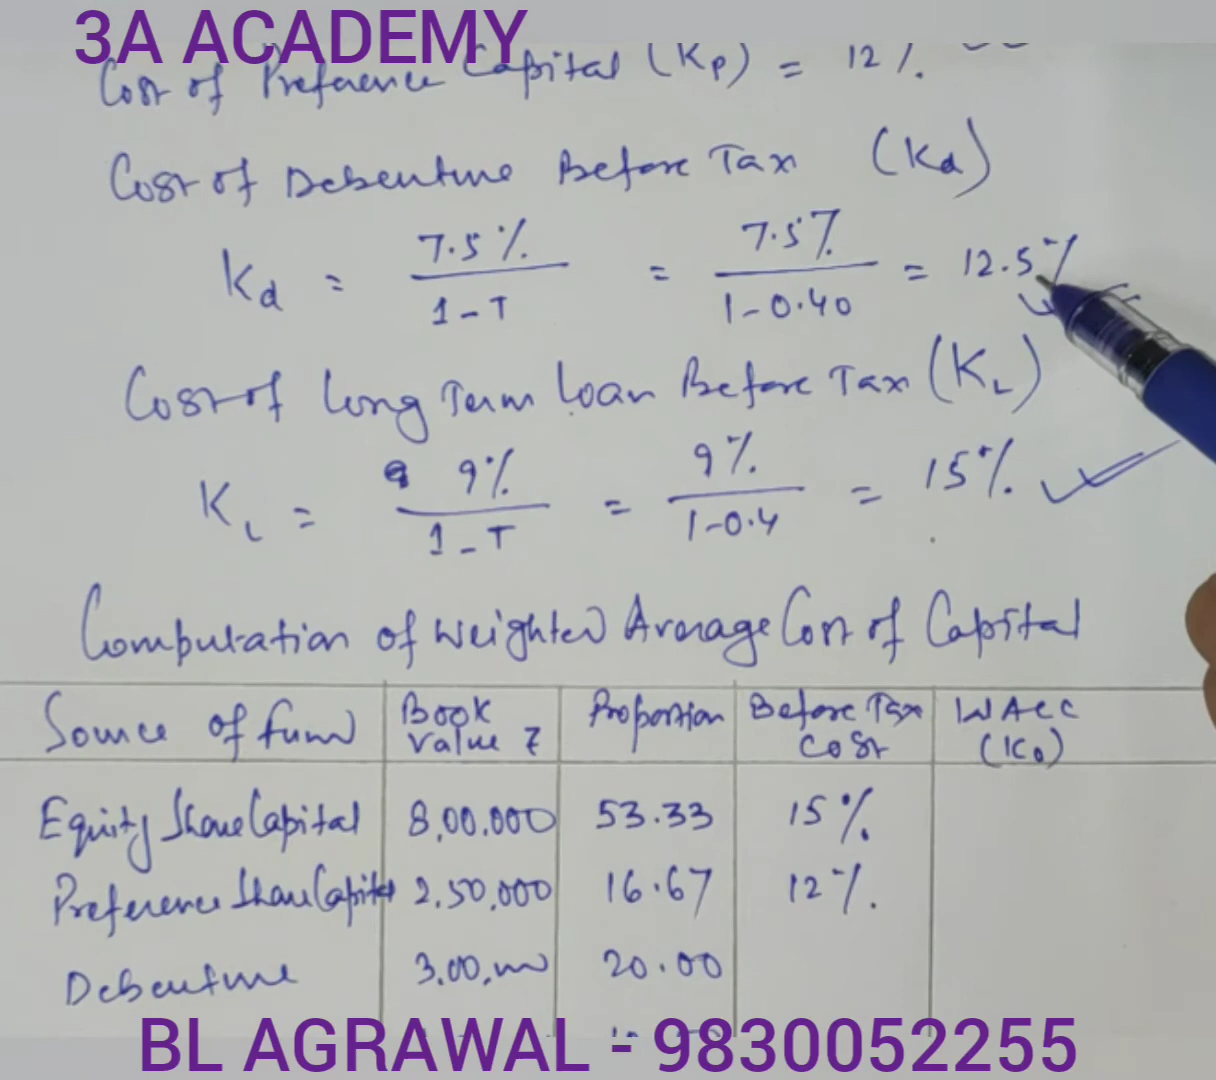 3A ACADEMY
Cost of Preference Capital (Kp) = 12%
Cost of Debenture Before Tax (Kd)
Kd = 7.5% / 1-T = 7.5% / 1-0.40 = 12.5%
Cost of Long Term Loan Before Tax (KL)
KL = 9% / 1-T = 9% / 1-0.4 = 15%
Computation of Weighted Average Cost of Capital
Source of Fund Book Value ₹ Proportion Before Tax Cost WACC (Ko)
Equity Share Capital 8,00,000 53.33 15%
Preference Share Capital 2,50,000 16.67 12%
Debenture 3,00,000 20.00
BL AGRAWAL - 9830052255